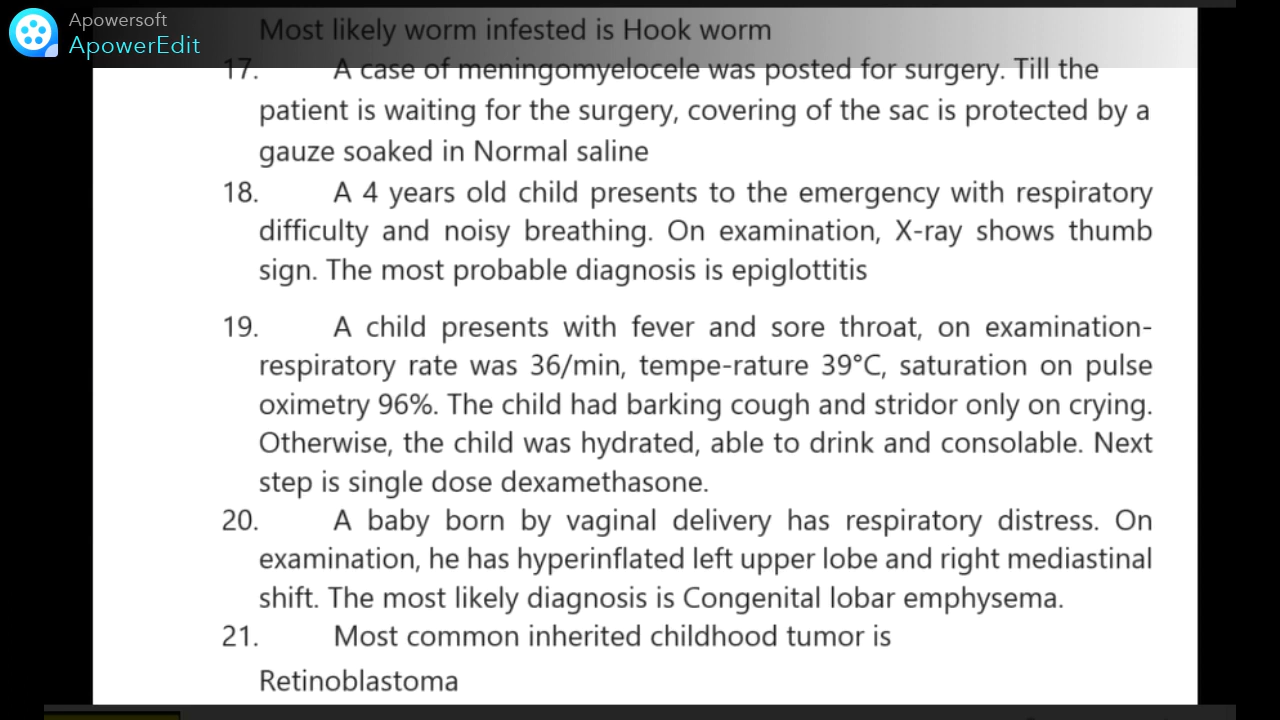 Apowersoft
ApowerEdit
Most likely worm infested is Hook worm
17. A case of meningomyelocele was posted for surgery. Till the
patient is waiting for the surgery, covering of the sac is protected by a
gauze soaked in Normal saline
18. A 4 years old child presents to the emergency with respiratory
difficulty and noisy breathing. On examination, X-ray shows thumb
sign. The most probable diagnosis is epiglottitis
19. A child presents with fever and sore throat, on examination-
respiratory rate was 36/min, tempe-rature 39°C, saturation on pulse
oximetry 96%. The child had barking cough and stridor only on crying.
Otherwise, the child was hydrated, able to drink and consolable. Next
step is single dose dexamethasone.
20. A baby born by vaginal delivery has respiratory distress. On
examination, he has hyperinflated left upper lobe and right mediastinal
shift. The most likely diagnosis is Congenital lobar emphysema.
21. Most common inherited childhood tumor is
Retinoblastoma